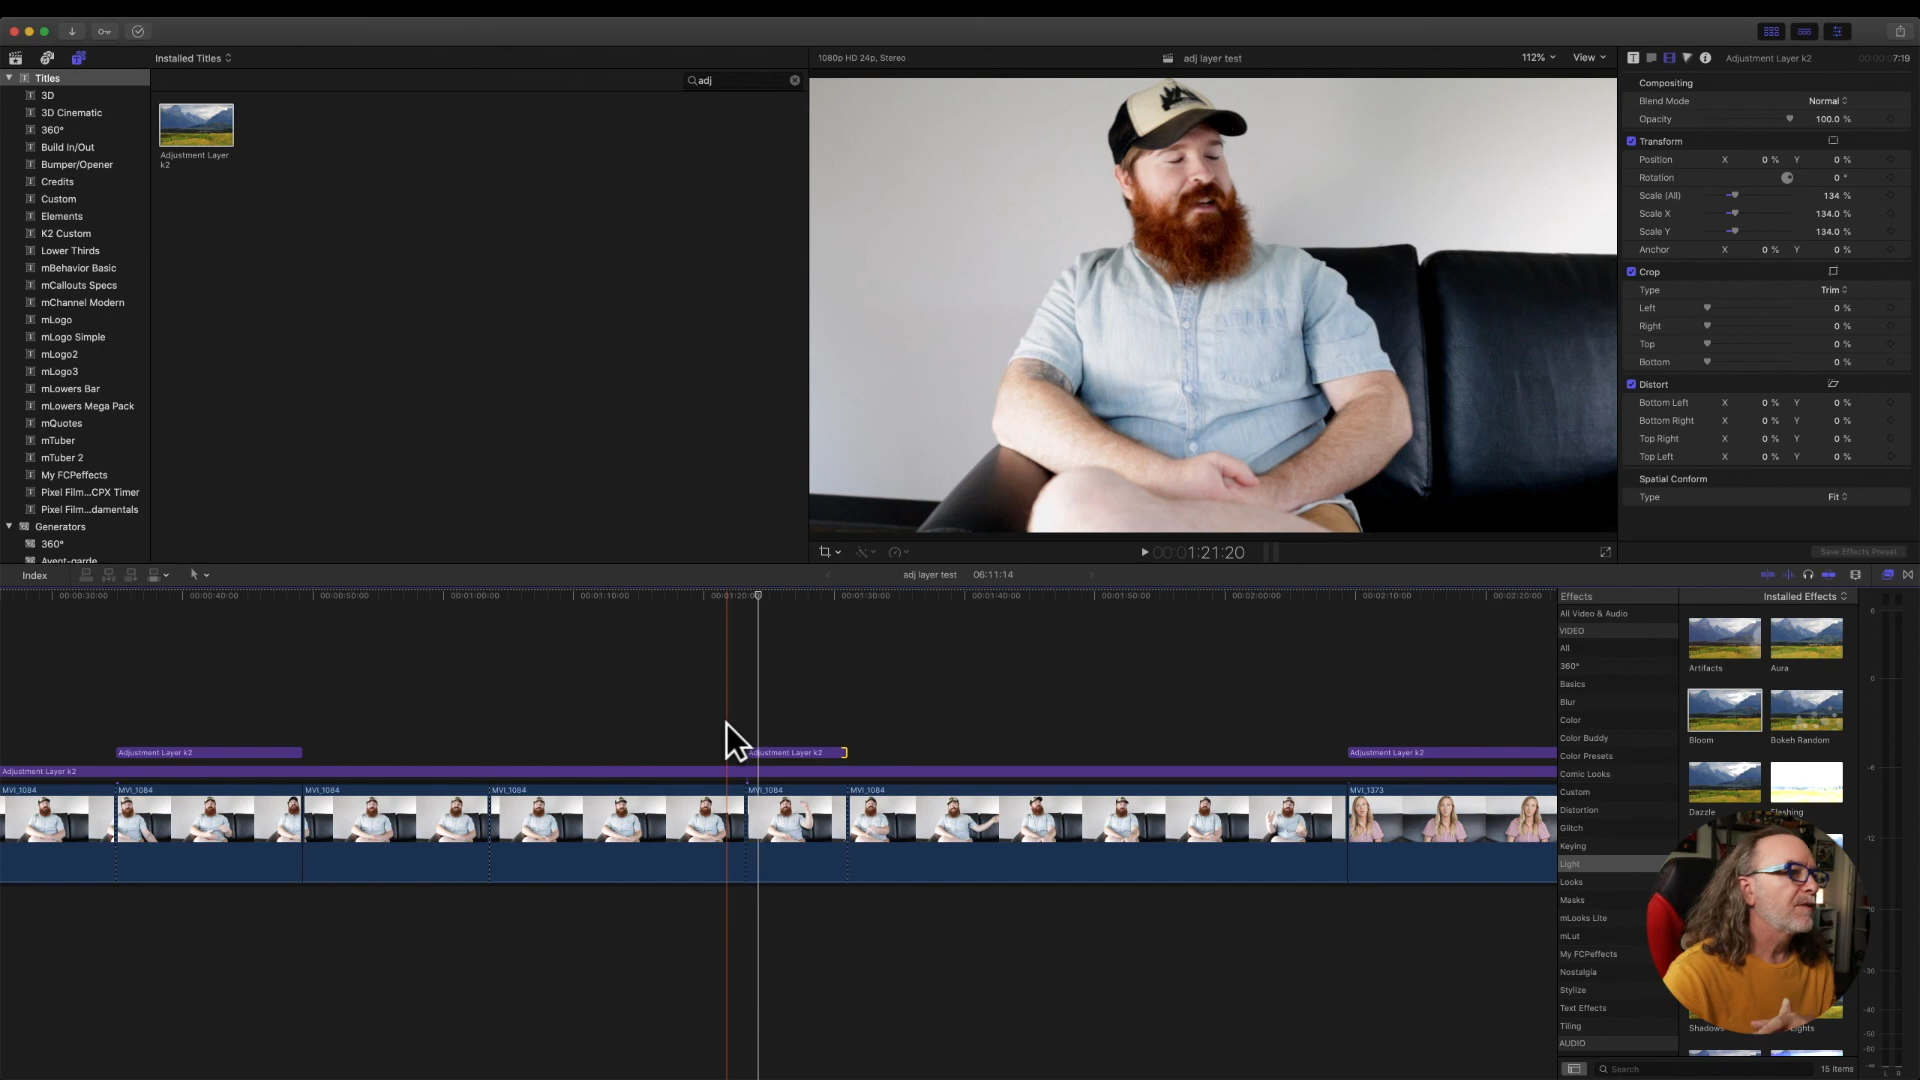 Installed Titles
1080p HD 24p, Stereo
adj layer test
112%
View
Adjustment Layer k2
7:19
Titles
adj
3D
3D Cinematic
360°
Build In/Out
Bumper/Opener
Credits
Custom
Elements
K2 Custom
Lower Thirds
mBehavior Basic
mCallouts Specs
mChannel Modern
mLogo
mLogo Simple
mLogo2
mLogo3
mLowers Bar
mLowers Mega Pack
mQuotes
mTuber
mTuber 2
My FCPeffects
Pixel Film...CPX Timer
Pixel Film...damentals
Generators
360°
Avant-garde
Adjustment Layer
k2
Compositing
Blend Mode Normal
Opacity 100.0 %
Transform
Position X 0 % Y 0 %
Rotation 0 °
Scale (All) 134 %
Scale X 134.0 %
Scale Y 134.0 %
Anchor X 0 % Y 0 %
Crop
Type Trim
Left 0 %
Right 0 %
Top 0 %
Bottom 0 %
Distort
Bottom Left X 0 % Y 0 %
Bottom Right X 0 % Y 0 %
Top Right X 0 % Y 0 %
Top Left X 0 % Y 0 %
Spatial Conform
Type Fit
Save Effects Preset
00:00:01:21:20
Index
adj layer test 06:11:14
00:00:30:00 00:00:40:00 00:00:50:00 00:01:00:00 00:01:10:00 00:01:20:00 00:01:30:00 00:01:40:00 00:01:50:00 00:02:00:00 00:02:10:00 00:02:20:00
Adjustment Layer k2
Adjustment Layer k2
Adjustment Layer k2
Adjustment Layer k2
MVI_1084 MVI_1084 MVI_1084 MVI_1084 MVI_1084 MVI_1084 MVI_1373
Effects
Installed Effects
All Video & Audio
VIDEO
All
360°
Basics
Blur
Color
Color Buddy
Color Presets
Comic Looks
Custom
Distortion
Glitch
Keying
Light
Looks
Masks
mLooks Lite
mLut
My FCPeffects
Nostalgia
Stylize
Text Effects
Tiling
AUDIO
Artifacts
Aura
Bloom
Bokeh Random
Dazzle
Flashing
Shadows
Lights
Search
15 items
6
0
-6
-12
-30
-40
-50
-60
L R